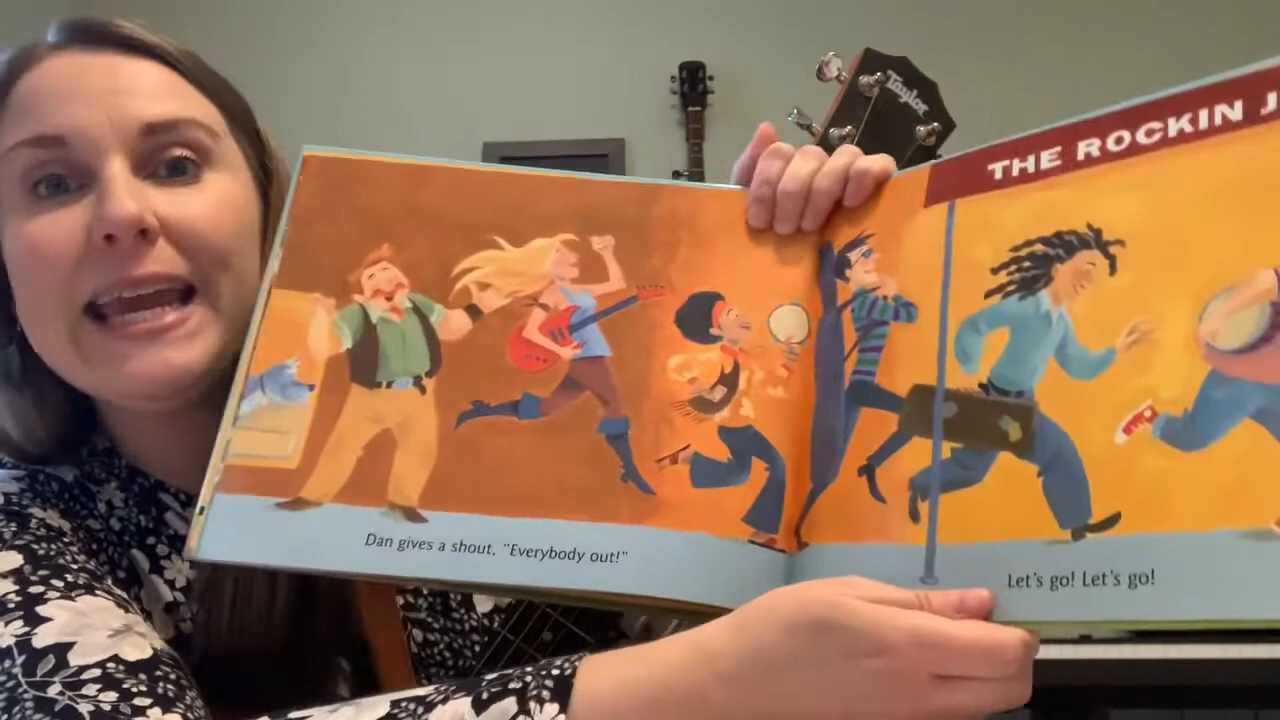 Taylor
THE ROCKIN J
Dan gives a shout, "Everybody out!"
Let's go! Let's go!